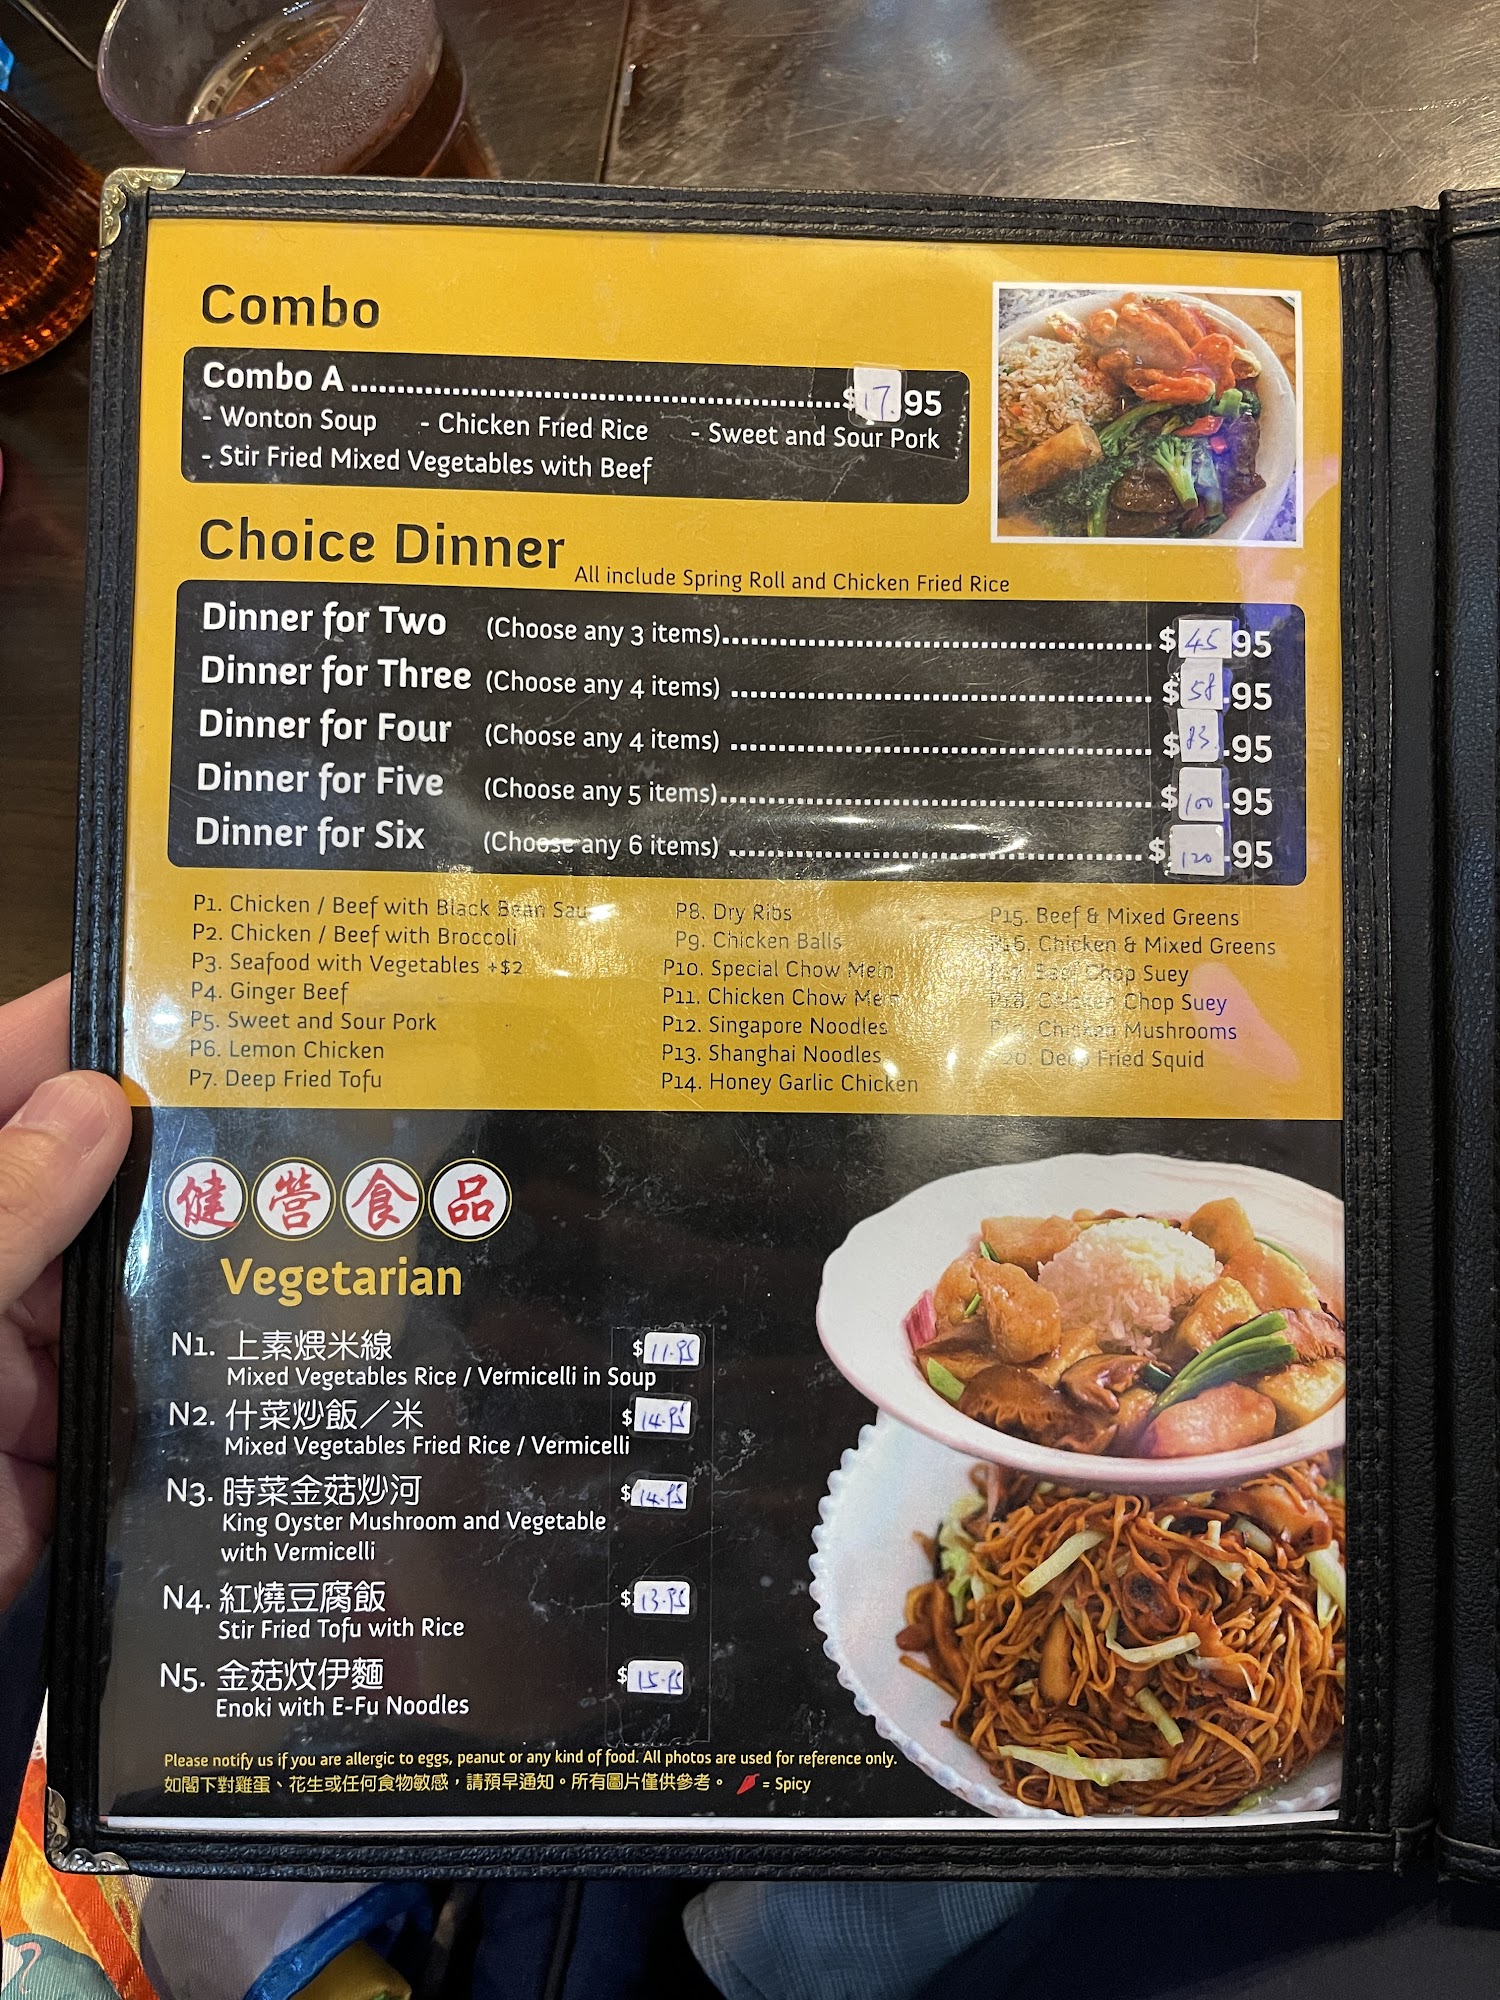 Combo
Combo A $17.95
- Wonton Soup - Chicken Fried Rice - Sweet and Sour Pork
- Stir Fried Mixed Vegetables with Beef
Choice Dinner
All include Spring Roll and Chicken Fried Rice
Dinner for Two (Choose any 3 items) $45.95
Dinner for Three (Choose any 4 items) $58.95
Dinner for Four (Choose any 4 items) $83.95
Dinner for Five (Choose any 5 items) $100.95
Dinner for Six (Choose any 6 items) $120.95
P1. Chicken / Beef with Black Bean Sau
P2. Chicken / Beef with Broccoli
P3. Seafood with Vegetables +$2
P4. Ginger Beef
P5. Sweet and Sour Pork
P6. Lemon Chicken
P7. Deep Fried Tofu
P8. Dry Ribs
P9. Chicken Balls
P10. Special Chow Mein
P11. Chicken Chow Mein
P12. Singapore Noodles
P13. Shanghai Noodles
P14. Honey Garlic Chicken
P15. Beef & Mixed Greens
P16. Chicken & Mixed Greens
Chop Suey
P18. Chicken Chop Suey
Chicken Mushrooms
20. Deep Fried Squid
健營食品
Vegetarian
N1. 上素煨米線 $11.95
Mixed Vegetables Rice / Vermicelli in Soup
N2. 什菜炒飯／米 $14.95
Mixed Vegetables Fried Rice / Vermicelli
N3. 時菜金菇炒河 $14.95
King Oyster Mushroom and Vegetable
with Vermicelli
N4. 紅燒豆腐飯 $13.95
Stir Fried Tofu with Rice
N5. 金菇炆伊麵 $15.95
Enoki with E-Fu Noodles
Please notify us if you are allergic to eggs, peanut or any kind of food. All photos are used for reference only.
如閣下對雞蛋、花生或任何食物敏感，請預早通知。所有圖片僅供參考。 = Spicy